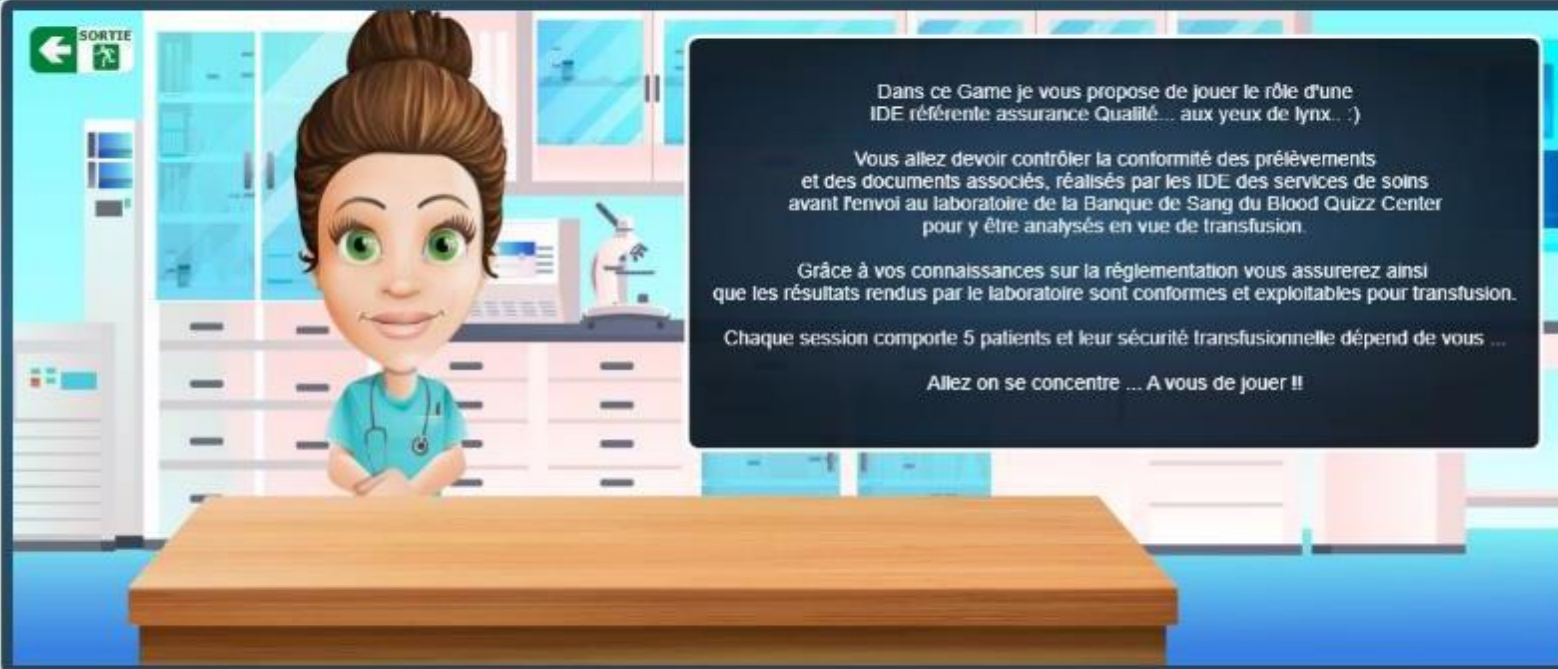 SORTIE
Dans ce Game je vous propose de jouer le rôle d'une
IDE référente assurance Qualité... aux yeux de lynx.. :)
Vous allez devoir contrôler la conformité des prélèvements
et des documents associés, réalisés par les IDE des services de soins
avant l'envoi au laboratoire de la Banque de Sang du Blood Quizz Center
pour y être analysés en vue de transfusion.
Grâce à vos connaissances sur la réglementation vous assurerez ainsi
que les résultats rendus par le laboratoire sont conformes et exploitables pour transfusion.
Chaque session comporte 5 patients et leur sécurité transfusionnelle dépend de vous ...
Allez on se concentre ... A vous de jouer !!